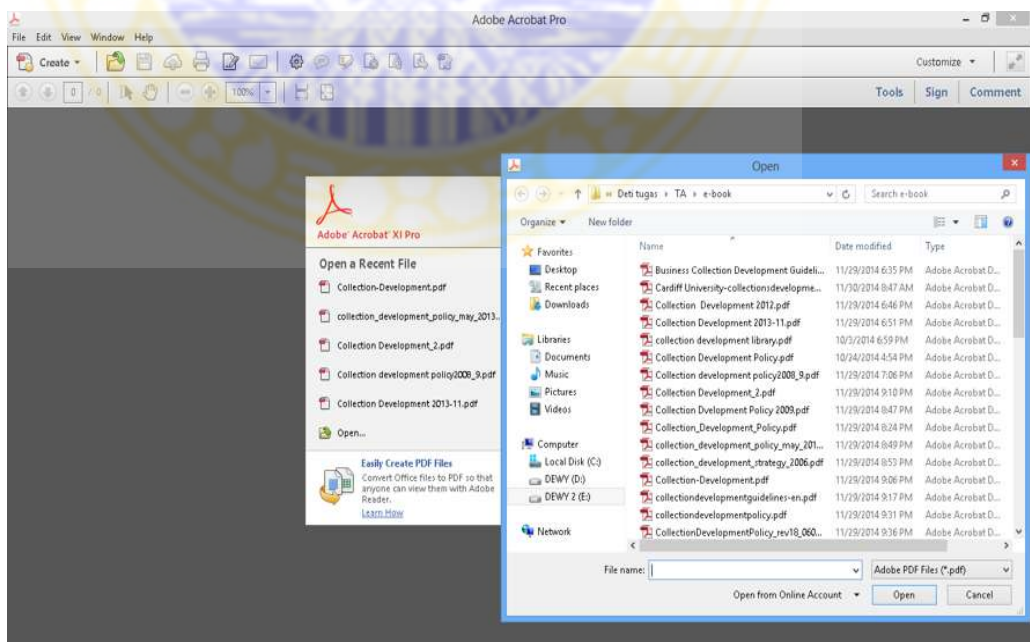 Adobe Acrobat Pro
File Edit View Window Help
Create
Customize
0 / 0 100%
Tools Sign Comment
Adobe® Acrobat® XI Pro
Open a Recent File
Collection-Development.pdf
collection_development_policy_may_2013...
Collection Development_2.pdf
Collection development policy2008_9.pdf
Collection Development 2013-11.pdf
Open...
Easily Create PDF Files
Convert Office files to PDF so that
anyone can view them with Adobe
Reader.
Learn How
Open
« Deti tugas TA e-book
Search e-book
Organize New folder
Favorites
Desktop
Recent places
Downloads
Libraries
Documents
Music
Pictures
Videos
Computer
Local Disk (C:)
DEWY (D:)
DEWY 2 (E:)
Network
Name Date modified Type
Business Collection Development Guideli... 11/29/2014 6:35 PM Adobe Acrobat D...
Cardiff University-collectionsdevelopme... 11/30/2014 8:47 AM Adobe Acrobat D...
Collection Development 2012.pdf 11/29/2014 6:46 PM Adobe Acrobat D...
Collection Development 2013-11.pdf 11/29/2014 6:51 PM Adobe Acrobat D...
collection development library.pdf 10/3/2014 6:59 PM Adobe Acrobat D...
Collection Development Policy.pdf 10/24/2014 4:54 PM Adobe Acrobat D...
Collection development policy2008_9.pdf 11/29/2014 7:06 PM Adobe Acrobat D...
Collection Development_2.pdf 11/29/2014 9:10 PM Adobe Acrobat D...
Collection Dvelopment Policy 2009.pdf 11/29/2014 8:47 PM Adobe Acrobat D...
Collection_Development_Policy.pdf 11/29/2014 8:24 PM Adobe Acrobat D...
collection_development_policy_may_201... 11/29/2014 8:49 PM Adobe Acrobat D...
collection_development_strategy_2006.pdf 11/29/2014 8:53 PM Adobe Acrobat D...
Collection-Development.pdf 11/29/2014 9:06 PM Adobe Acrobat D...
collectiondevelopmentguidelines-en.pdf 11/29/2014 9:17 PM Adobe Acrobat D...
collectiondevelopmentpolicy.pdf 11/29/2014 9:31 PM Adobe Acrobat D...
CollectionDevelopmentPolicy_rev18_060... 11/29/2014 9:36 PM Adobe Acrobat D...
File name: Adobe PDF Files (*.pdf)
Open from Online Account Open Cancel